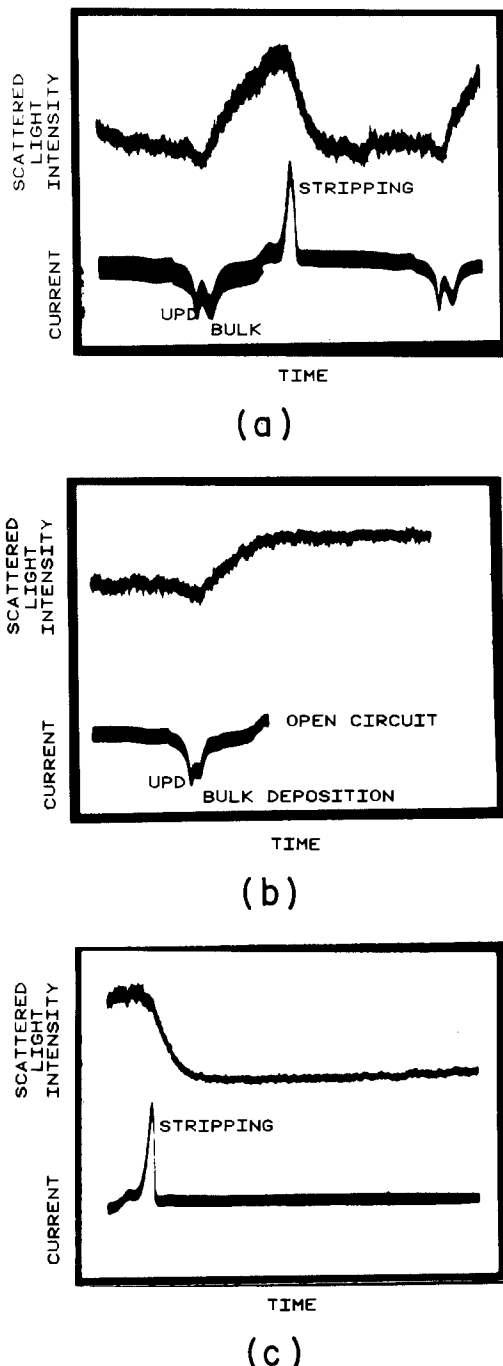 SCATTERED
LIGHT
INTENSITY
STRIPPING
CURRENT
UPD
BULK
TIME
(a)
SCATTERED
LIGHT
INTENSITY
OPEN CIRCUIT
CURRENT
UPD
BULK DEPOSITION
TIME
(b)
SCATTERED
LIGHT
INTENSITY
STRIPPING
CURRENT
TIME
(c)